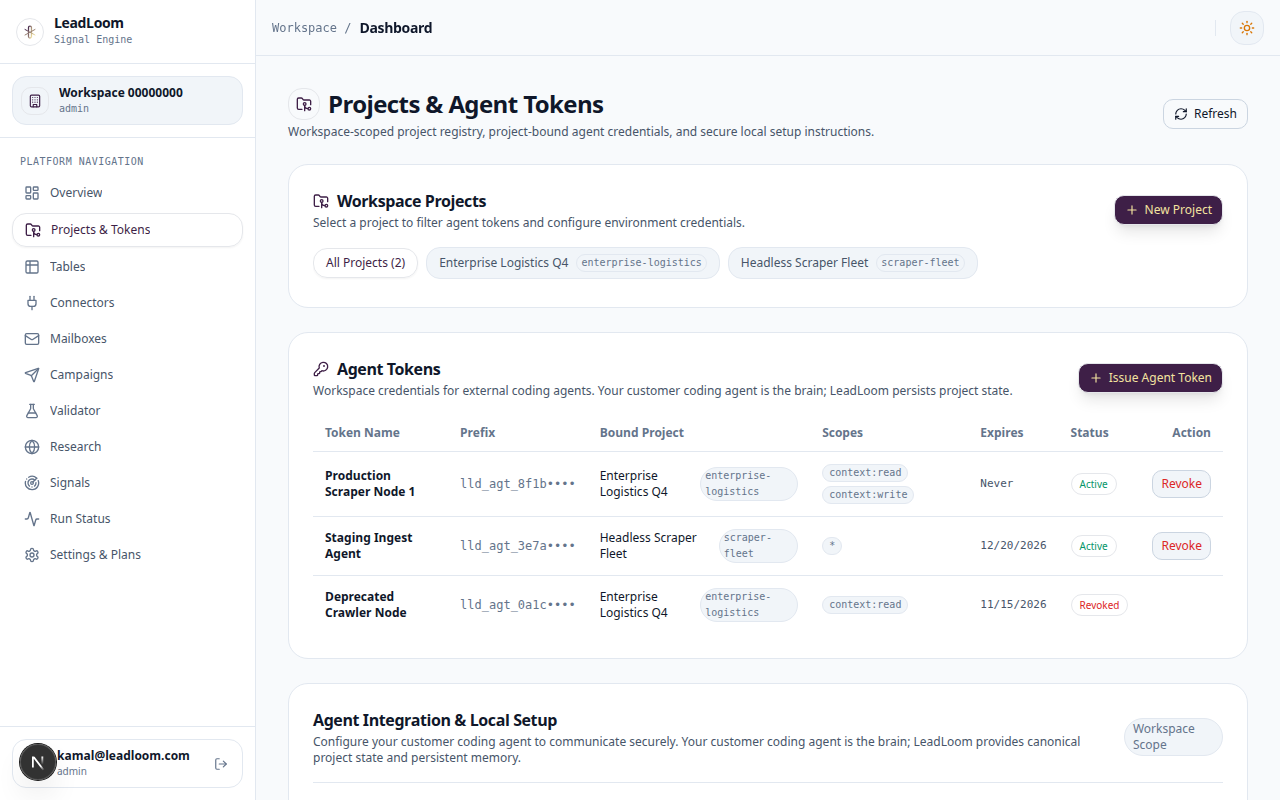 LeadLoom
Signal Engine
Workspace 00000000
admin
PLATFORM NAVIGATION
Overview
Projects & Tokens
Tables
Connectors
Mailboxes
Campaigns
Validator
Research
Signals
Run Status
Settings & Plans
N
kamal@leadloom.com
admin
Workspace / Dashboard
Projects & Agent Tokens
Workspace-scoped project registry, project-bound agent credentials, and secure local setup instructions.
Refresh
Workspace Projects
Select a project to filter agent tokens and configure environment credentials.
New Project
All Projects (2) Enterprise Logistics Q4 enterprise-logistics Headless Scraper Fleet scraper-fleet
Agent Tokens
Workspace credentials for external coding agents. Your customer coding agent is the brain; LeadLoom persists project state.
Issue Agent Token
Token Name Prefix Bound Project Scopes Expires Status Action
Production
Scraper Node 1
lld_agt_8f1b••••
Enterprise
Logistics Q4
enterprise-
logistics
context:read
context:write
Never
Active
Revoke
Staging Ingest
Agent
lld_agt_3e7a••••
Headless Scraper
Fleet
scraper-
fleet
*
12/20/2026
Active
Revoke
Deprecated
Crawler Node
lld_agt_0a1c••••
Enterprise
Logistics Q4
enterprise-
logistics
context:read
11/15/2026
Revoked
Agent Integration & Local Setup
Configure your customer coding agent to communicate securely. Your customer coding agent is the brain; LeadLoom provides canonical
project state and persistent memory.
Workspace
Scope